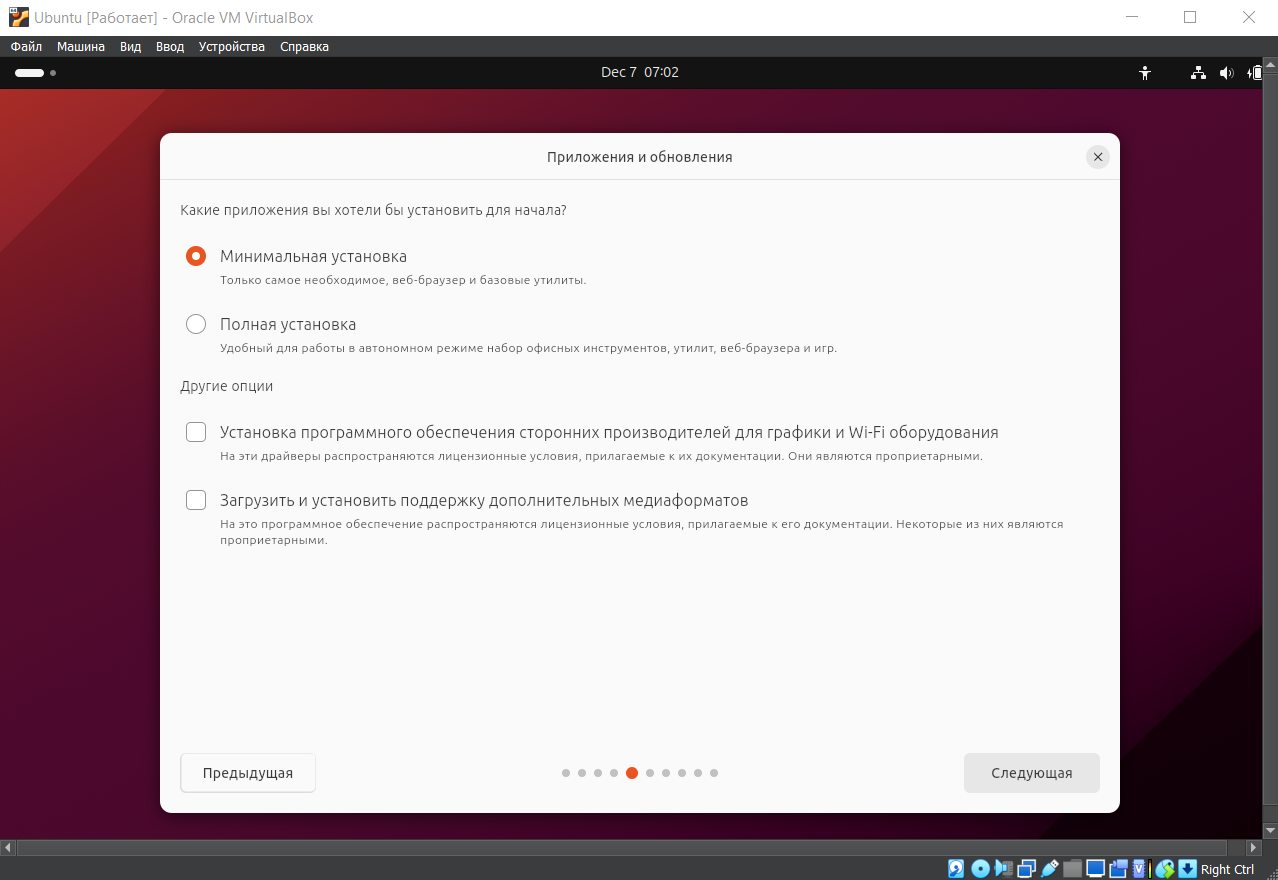 Ubuntu [Работает] - Oracle VM VirtualBox
Файл Машина Вид Ввод Устройства Справка
Dec 7 07:02
Приложения и обновления
Какие приложения вы хотели бы установить для начала?
Минимальная установка
Только самое необходимое, веб-браузер и базовые утилиты.
Полная установка
Удобный для работы в автономном режиме набор офисных инструментов, утилит, веб-браузера и игр.
Другие опции
Установка программного обеспечения сторонних производителей для графики и Wi-Fi оборудования
На эти драйверы распространяются лицензионные условия, прилагаемые к их документации. Они являются проприетарными.
Загрузить и установить поддержку дополнительных медиаформатов
На это программное обеспечение распространяются лицензионные условия, прилагаемые к его документации. Некоторые из них являются
проприетарными.
Предыдущая
Следующая
Right Ctrl